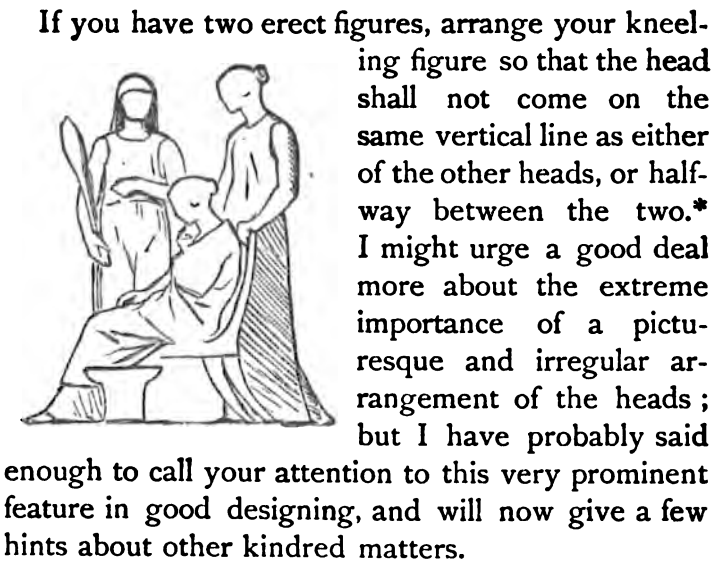 If you have two erect figures, arrange your kneel-
ing figure so that the head
shall not come on the
same vertical line as either
of the other heads, or half-
way between the two.*
I might urge a good deal
more about the extreme
importance of a pictu-
resque and irregular ar-
rangement of the heads ;
but I have probably said
enough to call your attention to this very prominent
feature in good designing, and will now give a few
hints about other kindred matters.